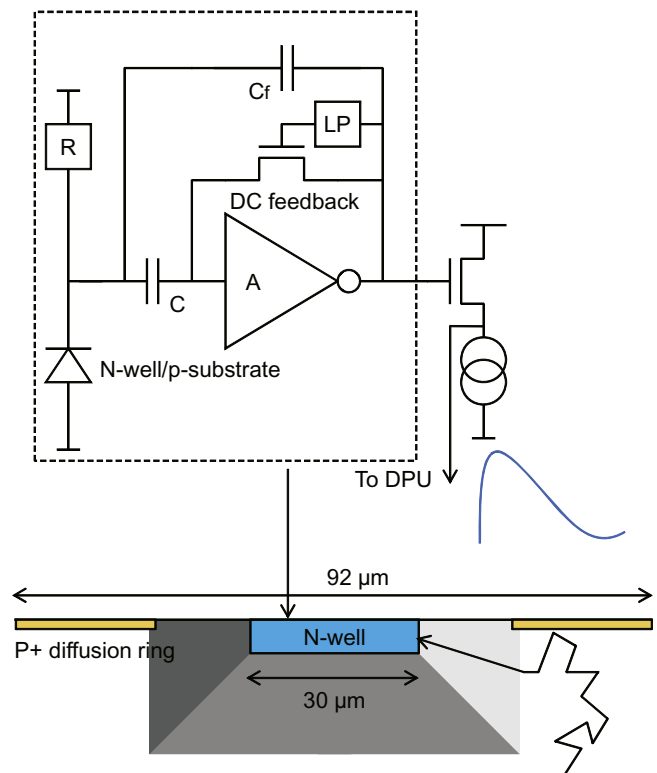 Cf
LP
R
DC feedback
A
C
N-well/p-substrate
To DPU
92 µm
P+ diffusion ring
N-well
30 µm